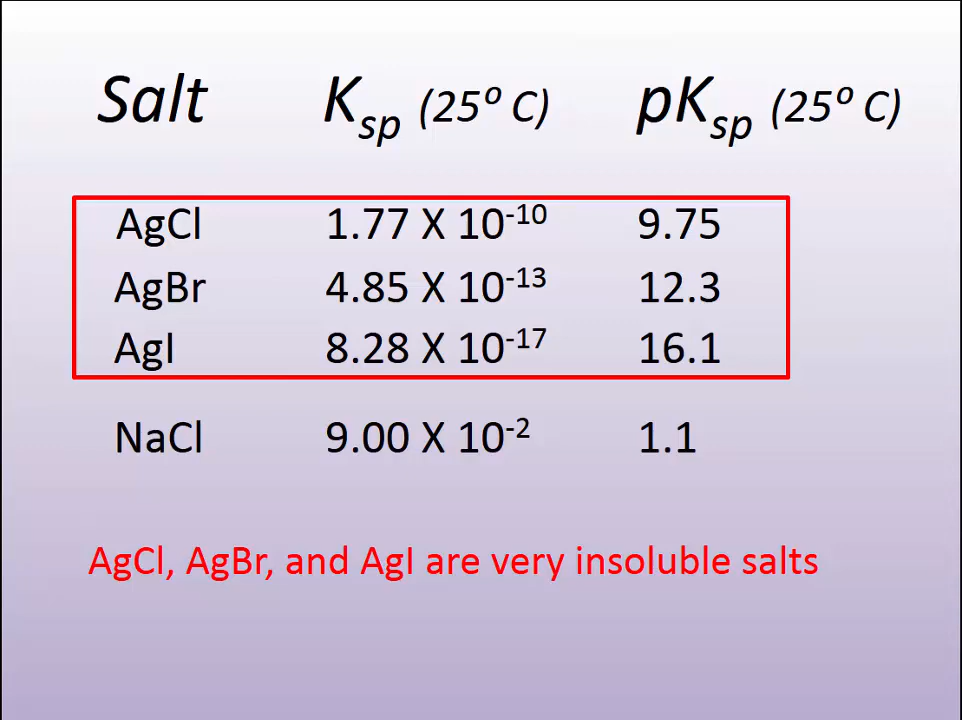 Salt Ksp (25º C) pKsp (25º C)
AgCl 1.77 X 10⁻¹⁰ 9.75
AgBr 4.85 X 10⁻¹³ 12.3
AgI 8.28 X 10⁻¹⁷ 16.1
NaCl 9.00 X 10⁻² 1.1
AgCl, AgBr, and AgI are very insoluble salts